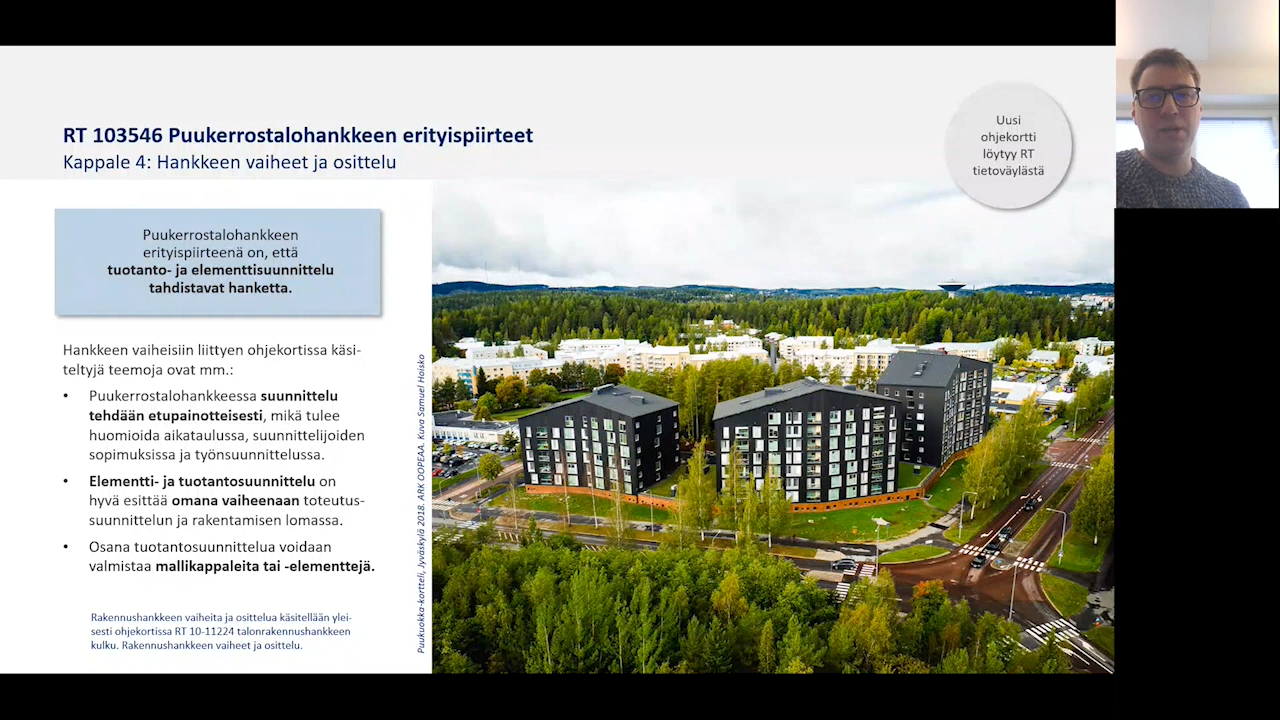 RT 103546 Puukerrostalohankkeen erityispiirteet
Kappale 4: Hankkeen vaiheet ja osittelu
Uusi
ohjekortti
löytyy RT
tietoväylästä
Puukerrostalohankkeen
erityispiirteenä on, että
tuotanto- ja elementtisuunnittelu
tahdistavat hanketta.
Hankkeen vaiheisiin liittyen ohjekortissa käsi-
teltyjä teemoja ovat mm.:
• Puukerrostalohankkeessa suunnittelu
tehdään etupainotteisesti, mikä tulee
huomioida aikataulussa, suunnittelijoiden
sopimuksissa ja työnsuunnittelussa.
• Elementti- ja tuotantosuunnittelu on
hyvä esittää omana vaiheenaan toteutus-
suunnittelun ja rakentamisen lomassa.
• Osana tuotantosuunnittelua voidaan
valmistaa mallikappaleita tai -elementtejä.
Rakennushankkeen vaiheita ja osittelua käsitellään ylei-
sesti ohjekortissa RT 10-11224 talonrakennushankkeen
kulku. Rakennushankkeen vaiheet ja osittelu.
Puukuokka-kortteli, Jyväskylä 2018. ARK OOPEAA. Kuva Samuel Hoisko